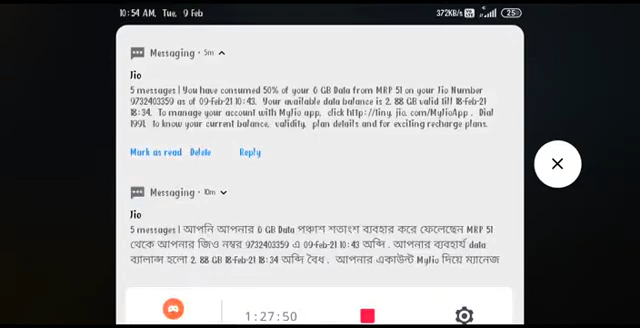 10:54 AM, Tue, 9 Feb
372KB/s 25
Messaging • 5m
Jio
5 messages | You have consumed 50% of your 6 GB Data from MRP 51 on your Jio Number
9732403359 as of 09-Feb-21 10:43. Your available data balance is 2.88 GB valid till 18-Feb-21
18:34. To manage your account with MyJio app, click http://tiny.jio.com/MyJioApp. Dial
1991, to know your current balance, validity, plan details and for exciting recharge plans.
Mark as read Delete Reply
Messaging • 10m
Jio
5 messages | আপনি আপনার 6 GB Data পঞ্চাশ শতাংশ ব্যবহার করে ফেলেছেন MRP 51
থেকে আপনার জিও নম্বর 9732403359 এ 09-Feb-21 10:43 অব্দি. আপনার ব্যবহার্য data
ব্যালান্স হলো 2.88 GB 18-Feb-21 18:34 অব্দি বৈধ. আপনার একাউন্ট MyJio দিয়ে ম্যানেজ
1:27:50